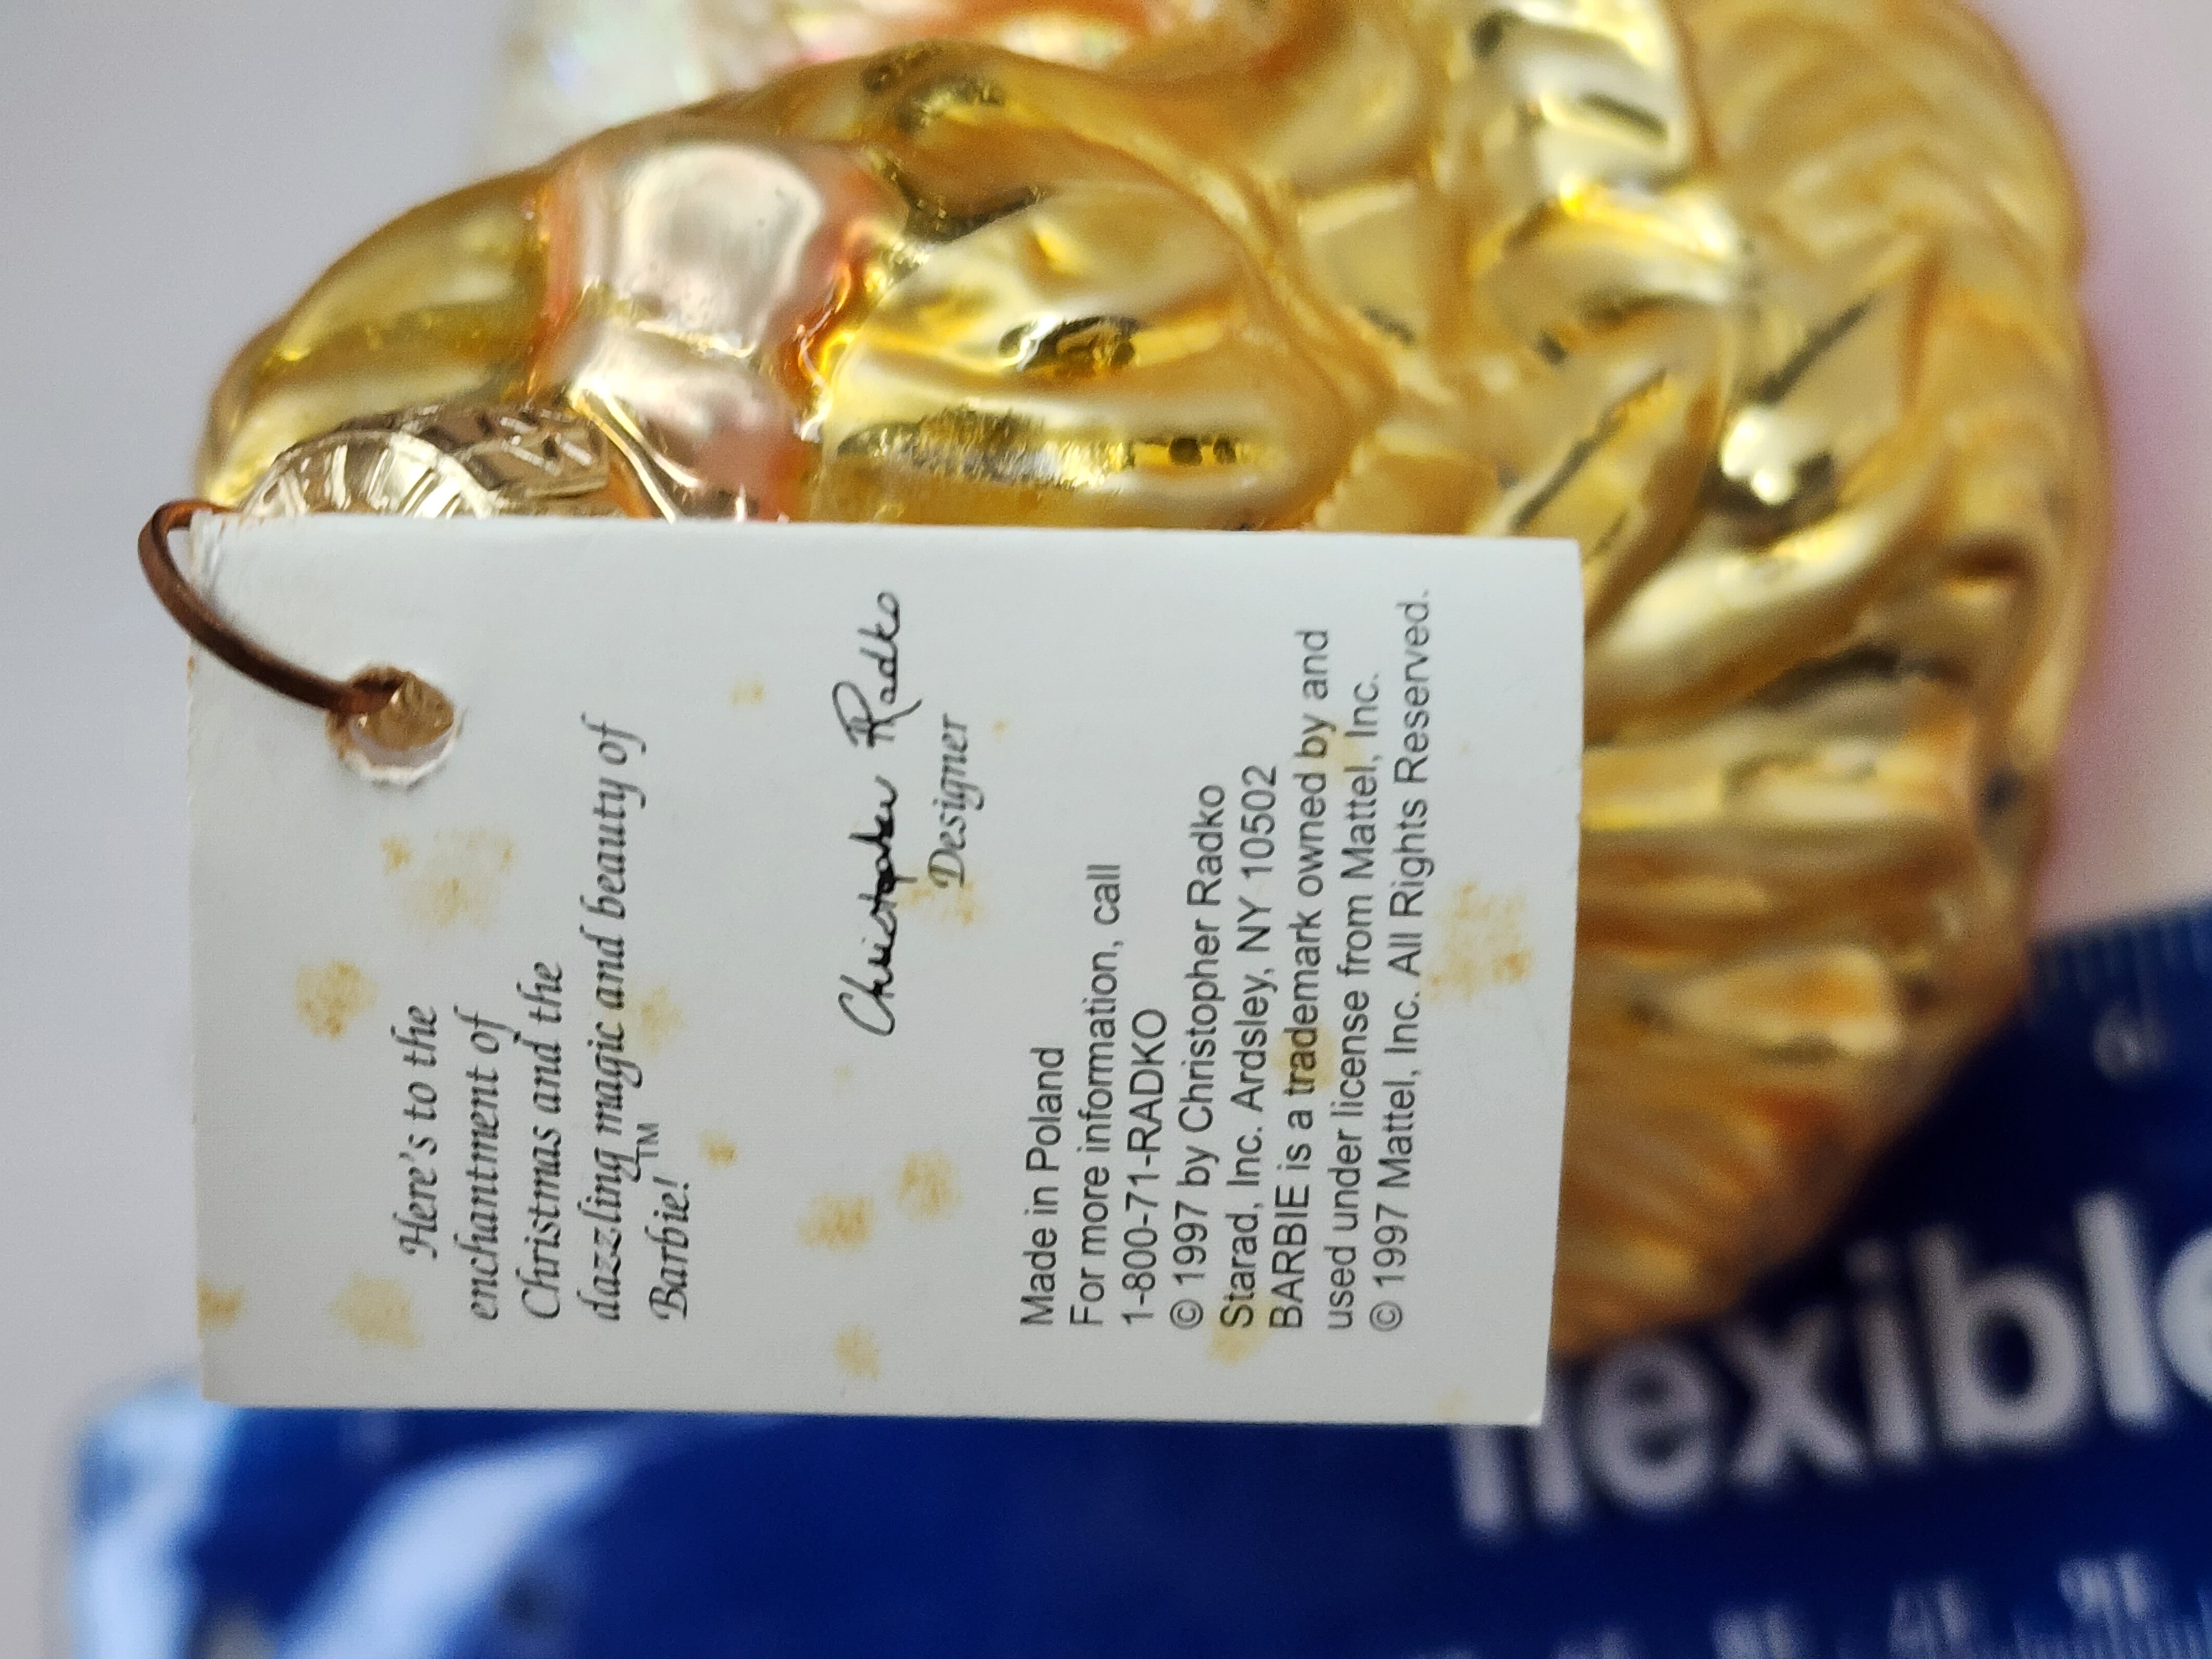 Here's to the
enchantment of
Christmas and the
dazzling magic and beauty of
Barbie!™
Christopher Radko
Designer
Made in Poland
For more information, call
1-800-71-RADKO
© 1997 by Christopher Radko
Starad, Inc. Ardsley, NY 10502
BARBIE is a trademark owned by and
used under license from Mattel, Inc.
© 1997 Mattel, Inc. All Rights Reserved.
flexible